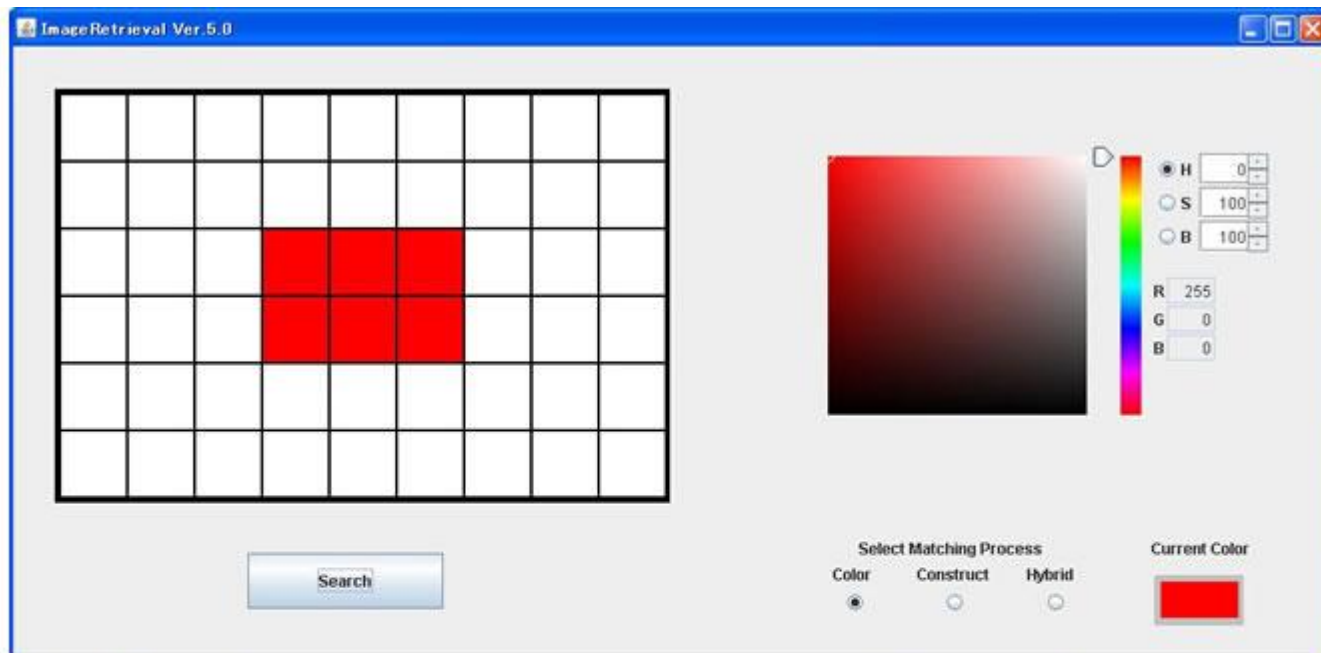 ImageRetrieval Ver.5.0
H 0
S 100
B 100
R 255
G 0
B 0
Select Matching Process
Color Construct Hybrid
Current Color
Search